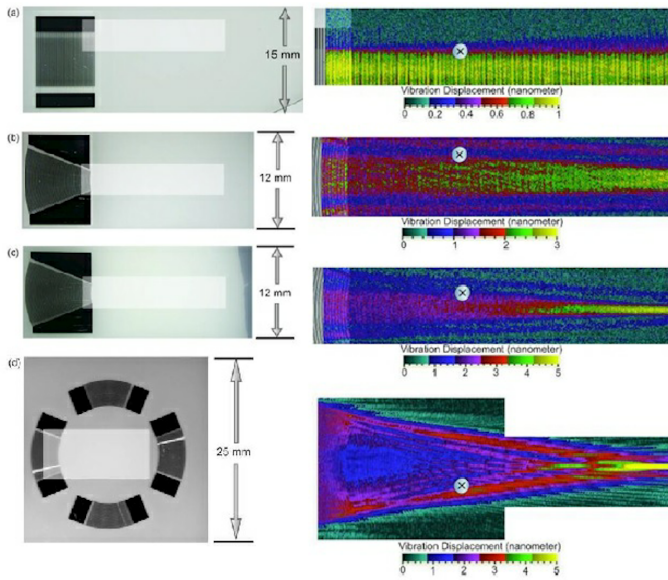 (a)
15 mm
Vibration Displacement (nanometer)
0 0.2 0.4 0.6 0.8 1
(b)
12 mm
Vibration Displacement (nanometer)
0 1 2 3
(c)
12 mm
Vibration Displacement (nanometer)
0 1 2 3 4 5
(d)
25 mm
Vibration Displacement (nanometer)
0 1 2 3 4 5